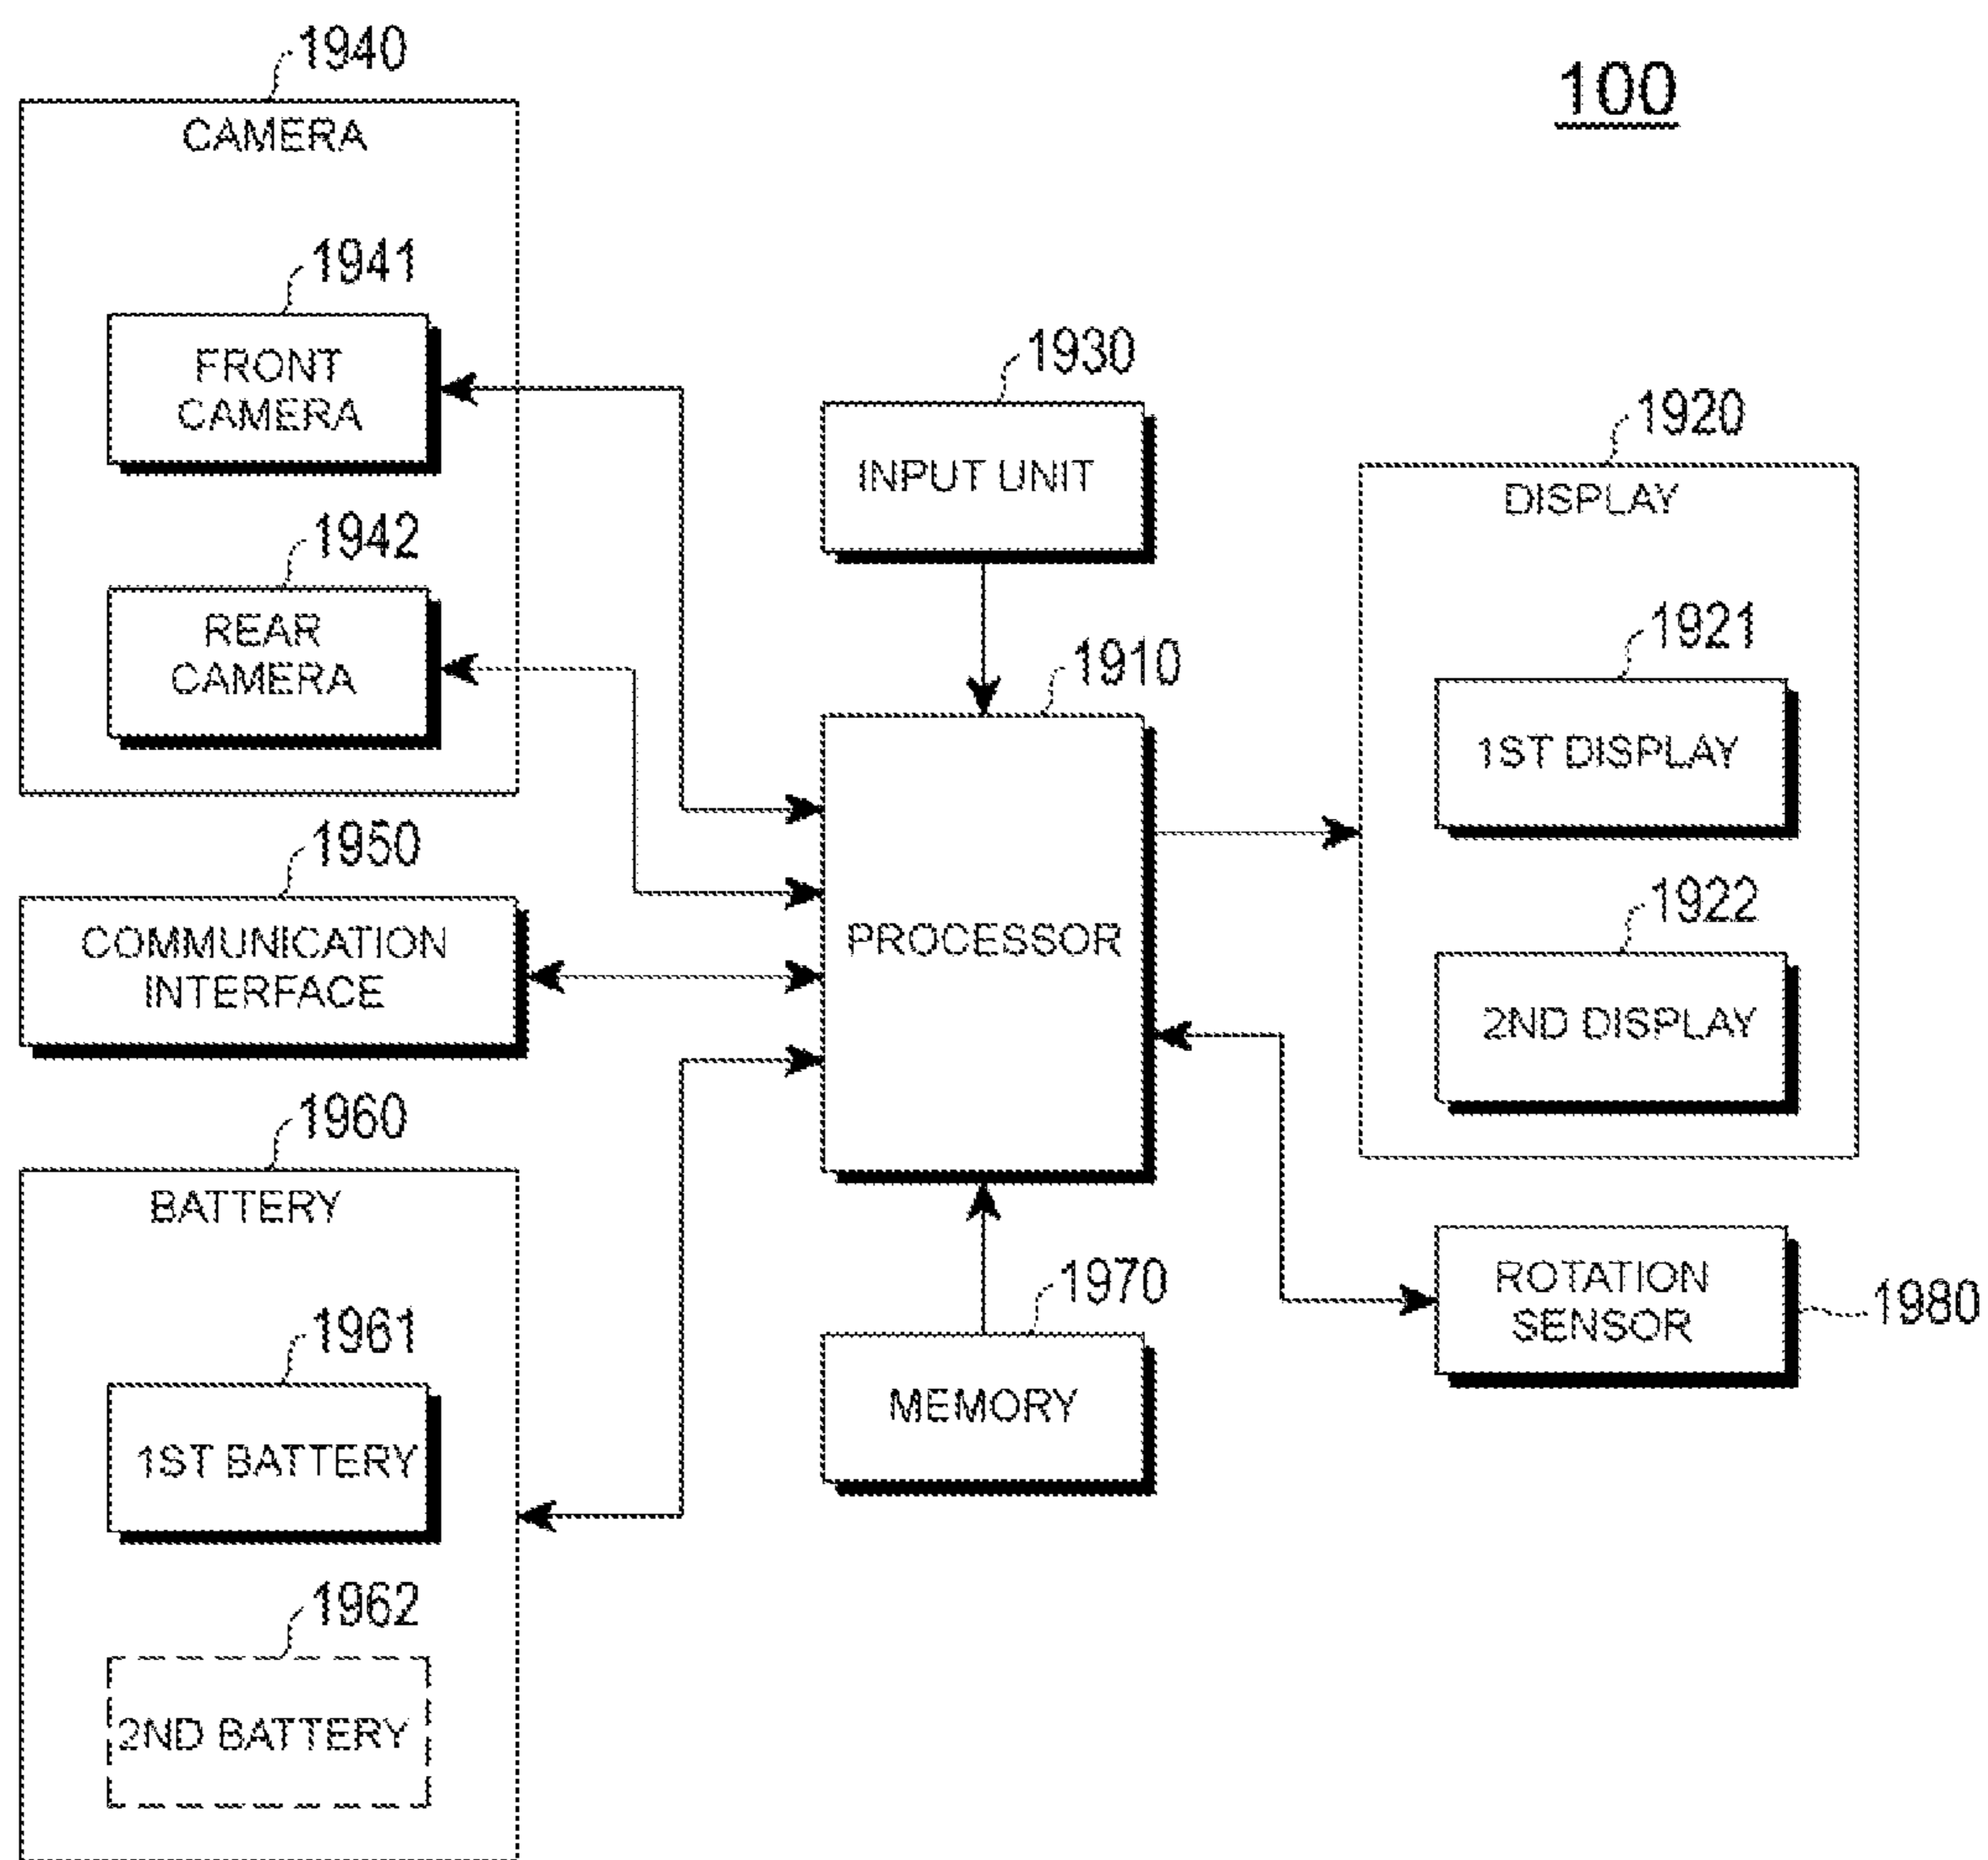 100
1940
CAMERA
1941
FRONT
CAMERA
1942
REAR
CAMERA
1950
COMMUNICATION
INTERFACE
1960
BATTERY
1961
1ST BATTERY
1962
2ND BATTERY
1930
INPUT UNIT
1910
PROCESSOR
1970
MEMORY
1920
DISPLAY
1921
1ST DISPLAY
1922
2ND DISPLAY
ROTATION
SENSOR
1980